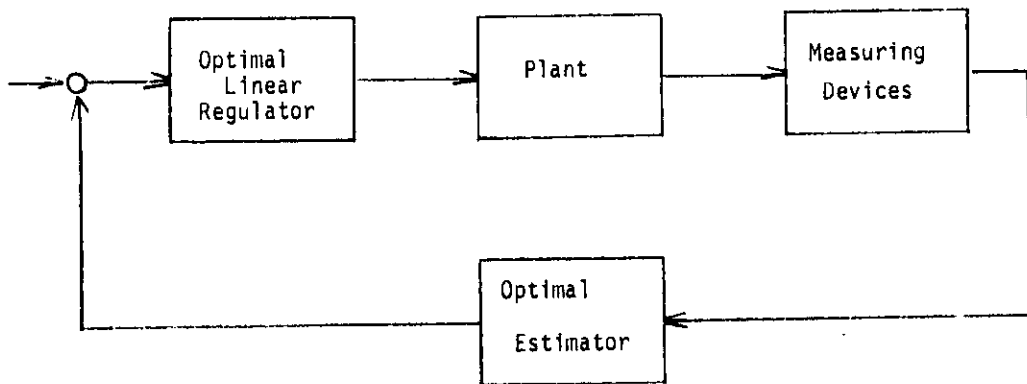 Optimal
Linear
Regulator
Plant
Measuring
Devices
Optimal
Estimator